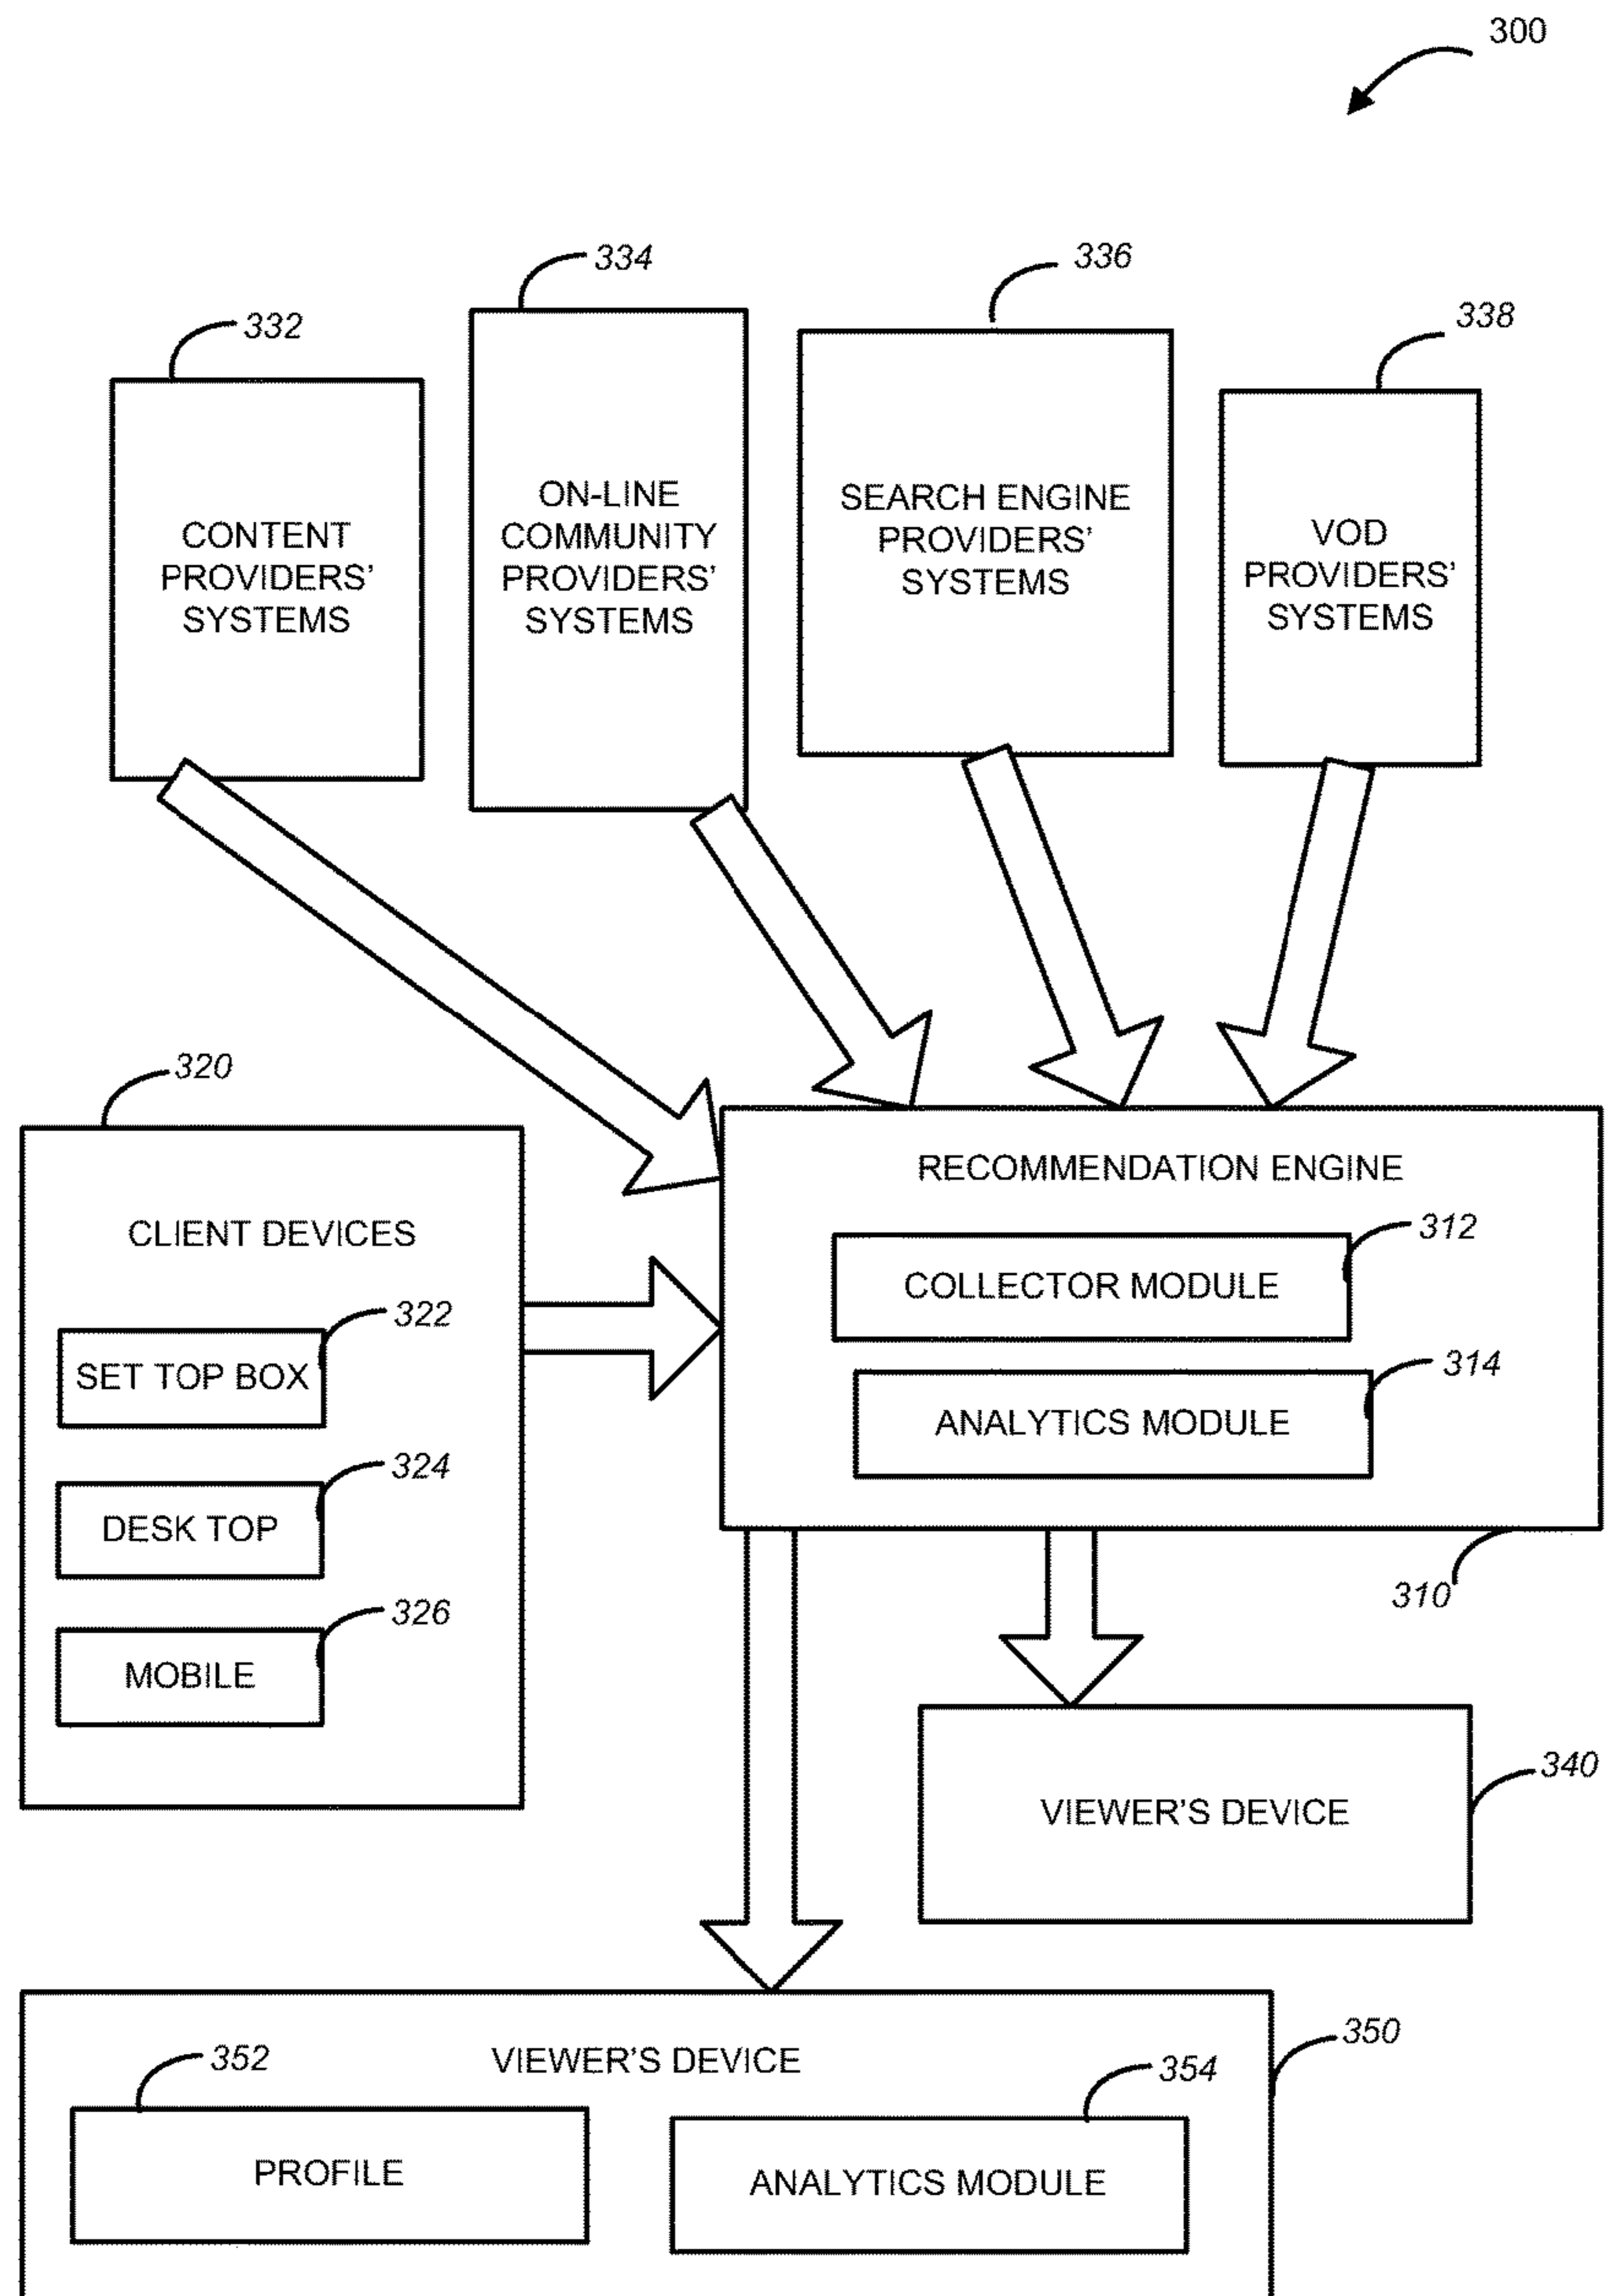 300
334
336
332
338
CONTENT
PROVIDERS'
SYSTEMS
ON-LINE
COMMUNITY
PROVIDERS'
SYSTEMS
SEARCH ENGINE
PROVIDERS'
SYSTEMS
VOD
PROVIDERS'
SYSTEMS
320
CLIENT DEVICES
322
SET TOP BOX
324
DESK TOP
326
MOBILE
RECOMMENDATION ENGINE
312
COLLECTOR MODULE
314
ANALYTICS MODULE
310
340
VIEWER'S DEVICE
350
VIEWER'S DEVICE
352
PROFILE
354
ANALYTICS MODULE